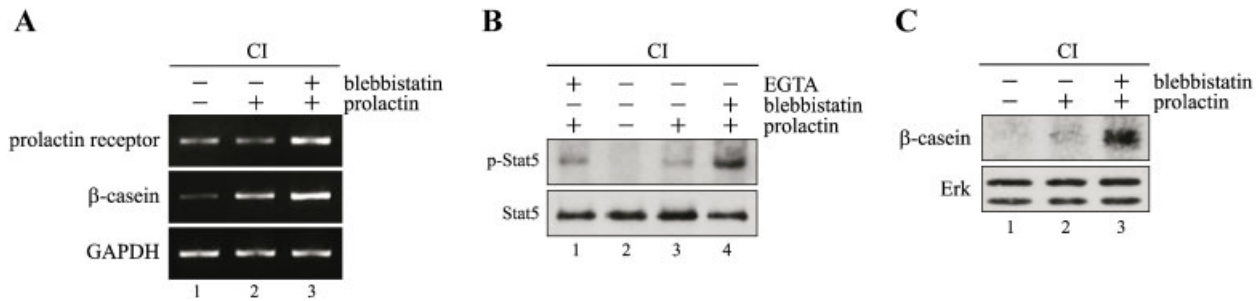 A
CI
− − + blebbistatin
− + + prolactin
prolactin receptor
β-casein
GAPDH
1 2 3
B
CI
+ − − − EGTA
− − − + blebbistatin
+ − + + prolactin
p-Stat5
Stat5
1 2 3 4
C
CI
− − + blebbistatin
− + + prolactin
β-casein
Erk
1 2 3